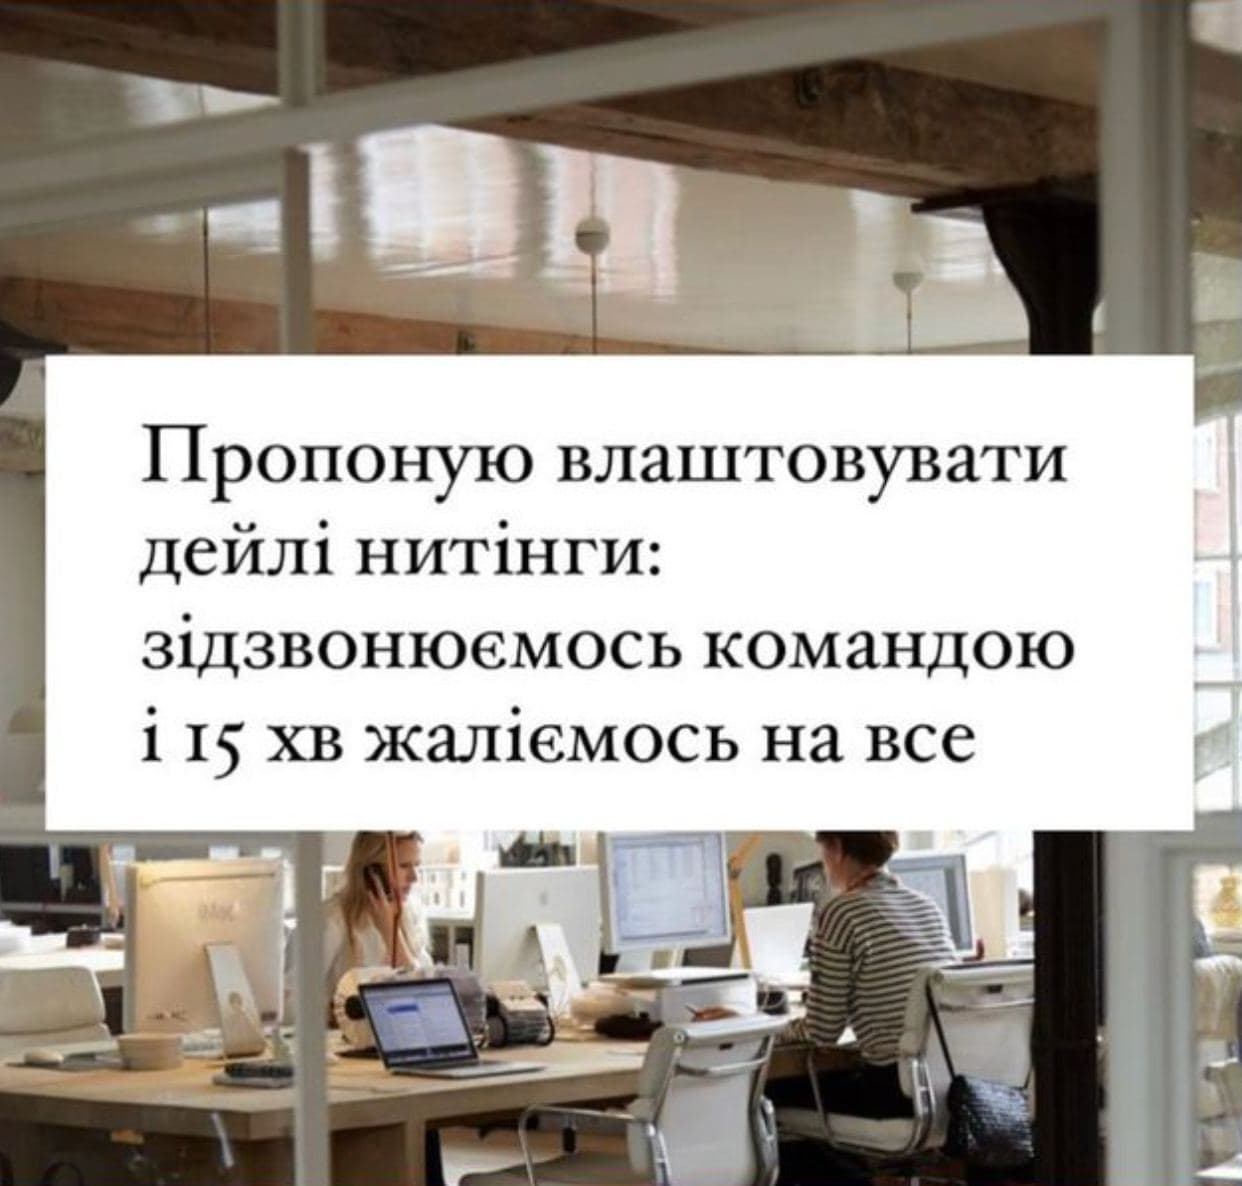 Пропоную влаштовувати
дейлі нитінги:
зідзвонюємось командою
і 15 хв жаліємось на все